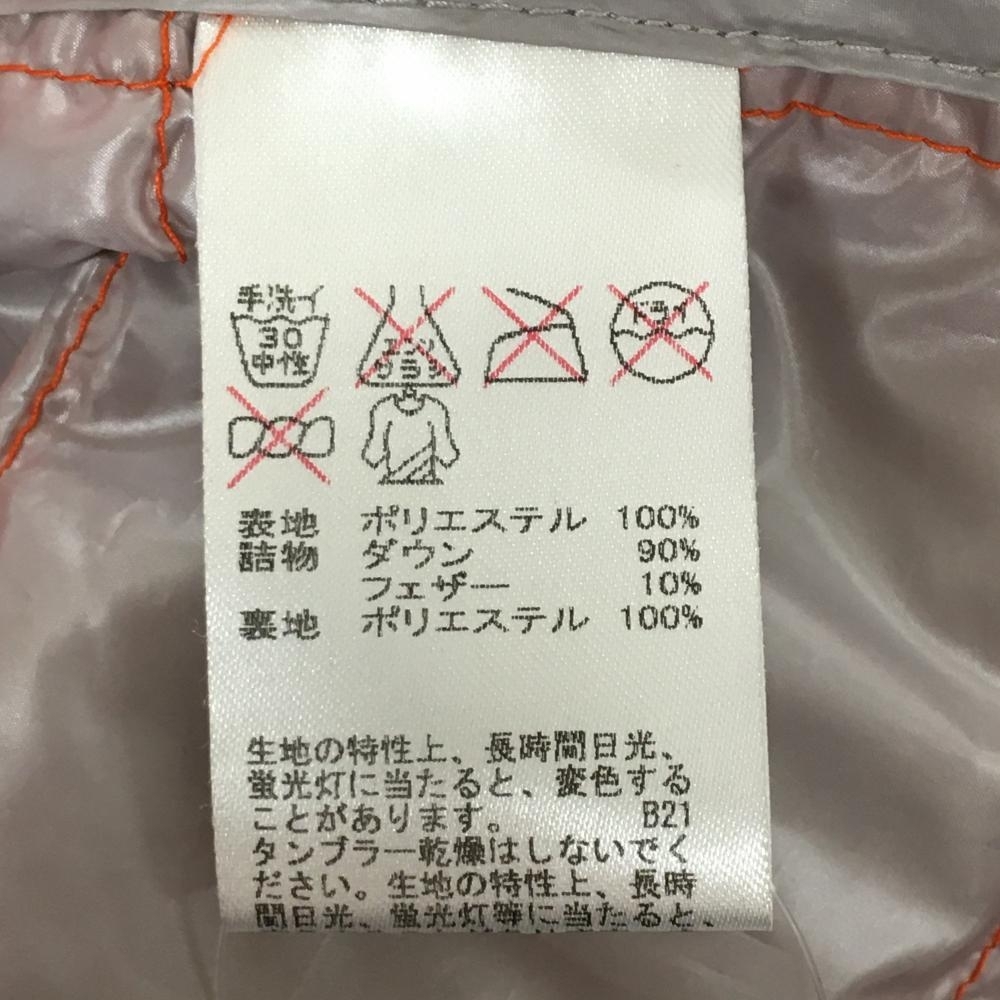 手洗イ
30
中性
エンソ
サラシ
ドライ
表地 ポリエステル 100%
詰物 ダウン 90%
フェザー 10%
裏地 ポリエステル 100%
生地の特性上、長時間日光、
蛍光灯に当たると、変色する
ことがあります。 B21
タンブラー乾燥はしないでく
ださい。生地の特性上、長時
間日光、蛍光灯等に当たると、